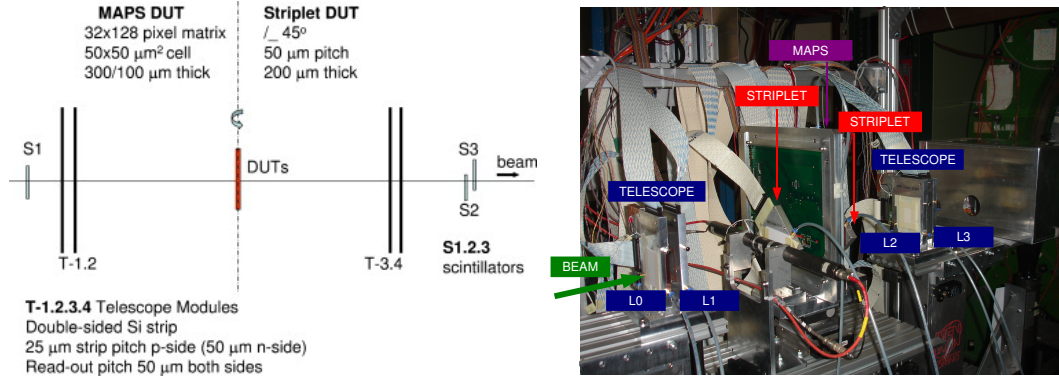 MAPS DUT
32x128 pixel matrix
50x50 μm² cell
300/100 μm thick
Striplet DUT
/_ 45º
50 μm pitch
200 μm thick
S1
DUTs
S3
beam
S2
T-1.2
T-3.4
S1.2.3
scintillators
T-1.2.3.4 Telescope Modules
Double-sided Si strip
25 μm strip pitch p-side (50 μm n-side)
Read-out pitch 50 μm both sides
MAPS
STRIPLET
STRIPLET
TELESCOPE
TELESCOPE
L2
L3
BEAM
L0
L1